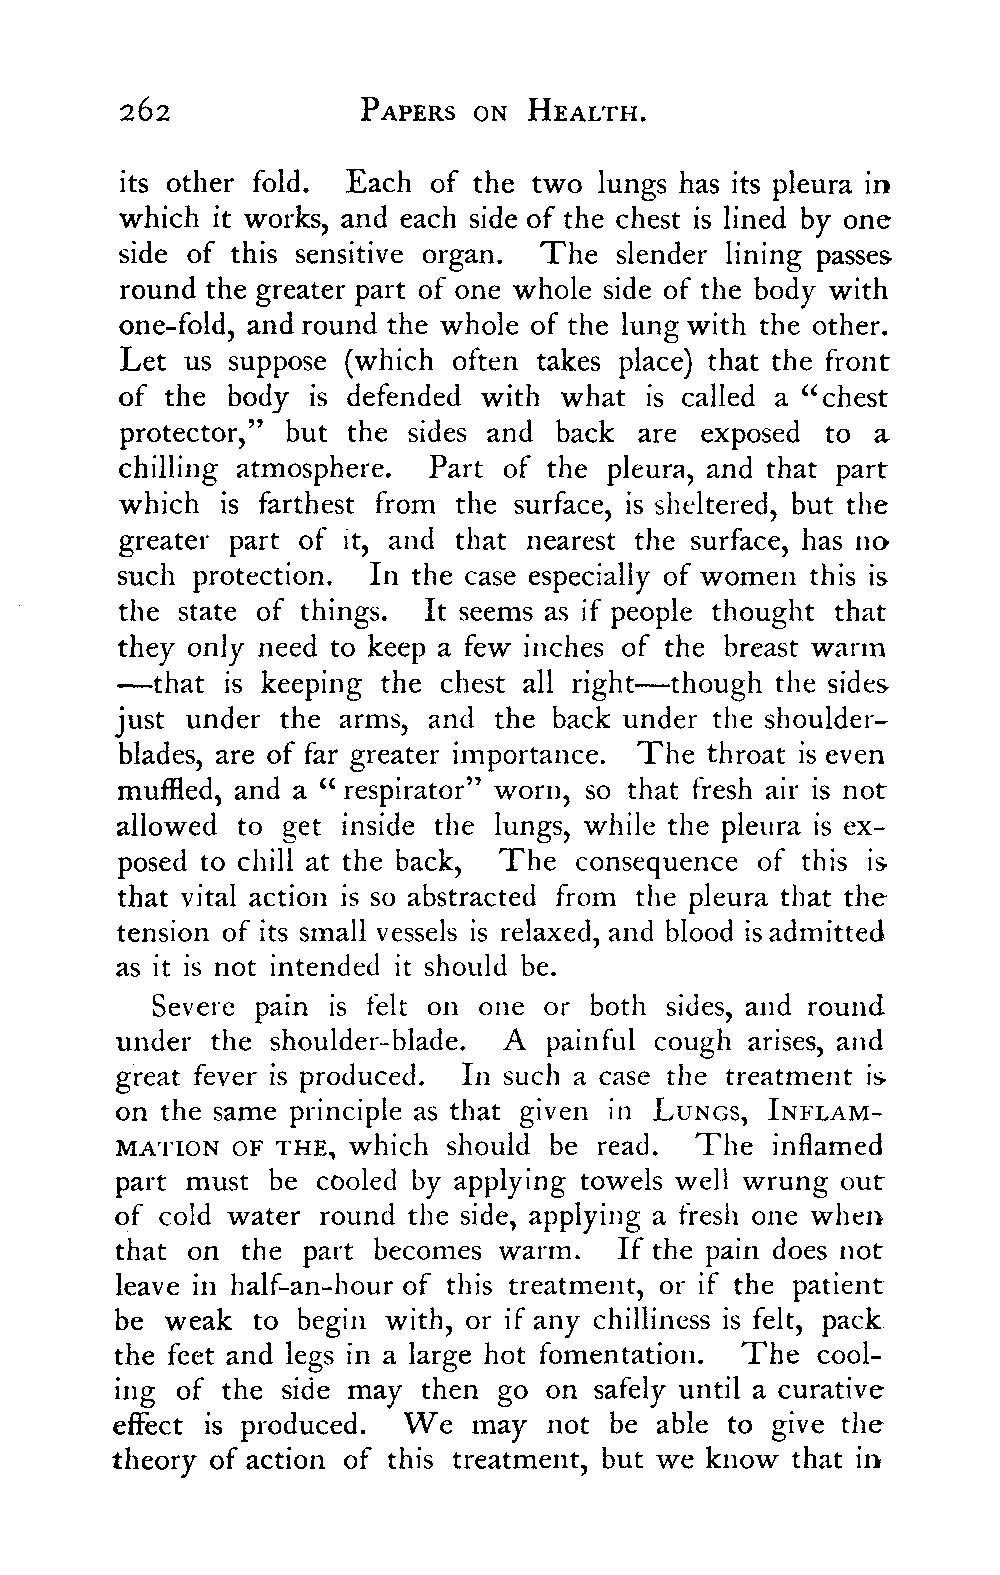 262 PAPERS ON HEALTH.
its other fold. Each of the two lungs has its pleura in
which it works, and each side of the chest is lined by one
side of this sensitive organ. The slender lining passes
round the greater part of one whole side of the body with
one-fold, and round the whole of the lung with the other.
Let us suppose (which often takes place) that the front
of the body is defended with what is called a “chest
protector,” but the sides and back are exposed to a
chilling atmosphere. Part of the pleura, and that part
which is farthest from the surface, is sheltered, but the
greater part of it, and that nearest the surface, has no
such protection. In the case especially of women this is
the state of things. It seems as if people thought that
they only need to keep a few inches of the breast warm
—that is keeping the chest all right—though the sides
just under the arms, and the back under the shoulder-
blades, are of far greater importance. The throat is even
muffled, and a “respirator” worn, so that fresh air is not
allowed to get inside the lungs, while the pleura is ex-
posed to chill at the back, The consequence of this is
that vital action is so abstracted from the pleura that the
tension of its small vessels is relaxed, and blood is admitted
as it is not intended it should be.
Severe pain is felt on one or both sides, and round
under the shoulder-blade. A painful cough arises, and
great fever is produced. In such a case the treatment is
on the same principle as that given in LUNGS, INFLAM-
MATION OF THE, which should be read. The inflamed
part must be cooled by applying towels well wrung out
of cold water round the side, applying a fresh one when
that on the part becomes warm. If the pain does not
leave in half-an-hour of this treatment, or if the patient
be weak to begin with, or if any chilliness is felt, pack
the feet and legs in a large hot fomentation. The cool-
ing of the side may then go on safely until a curative
effect is produced. We may not be able to give the
theory of action of this treatment, but we know that in